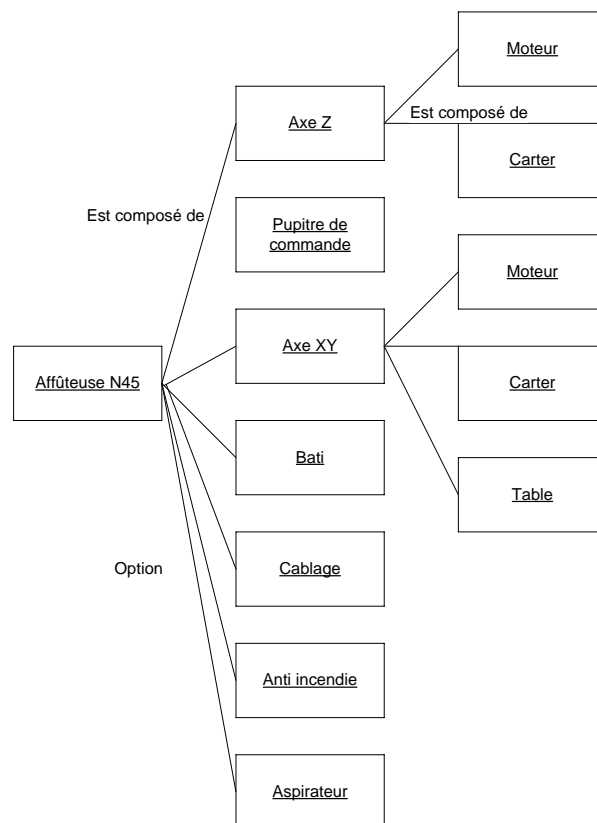 Moteur
Axe Z
Est composé de
Carter
Est composé de
Pupitre de
commande
Moteur
Axe XY
Affûteuse N45
Carter
Bati
Table
Option
Cablage
Anti incendie
Aspirateur